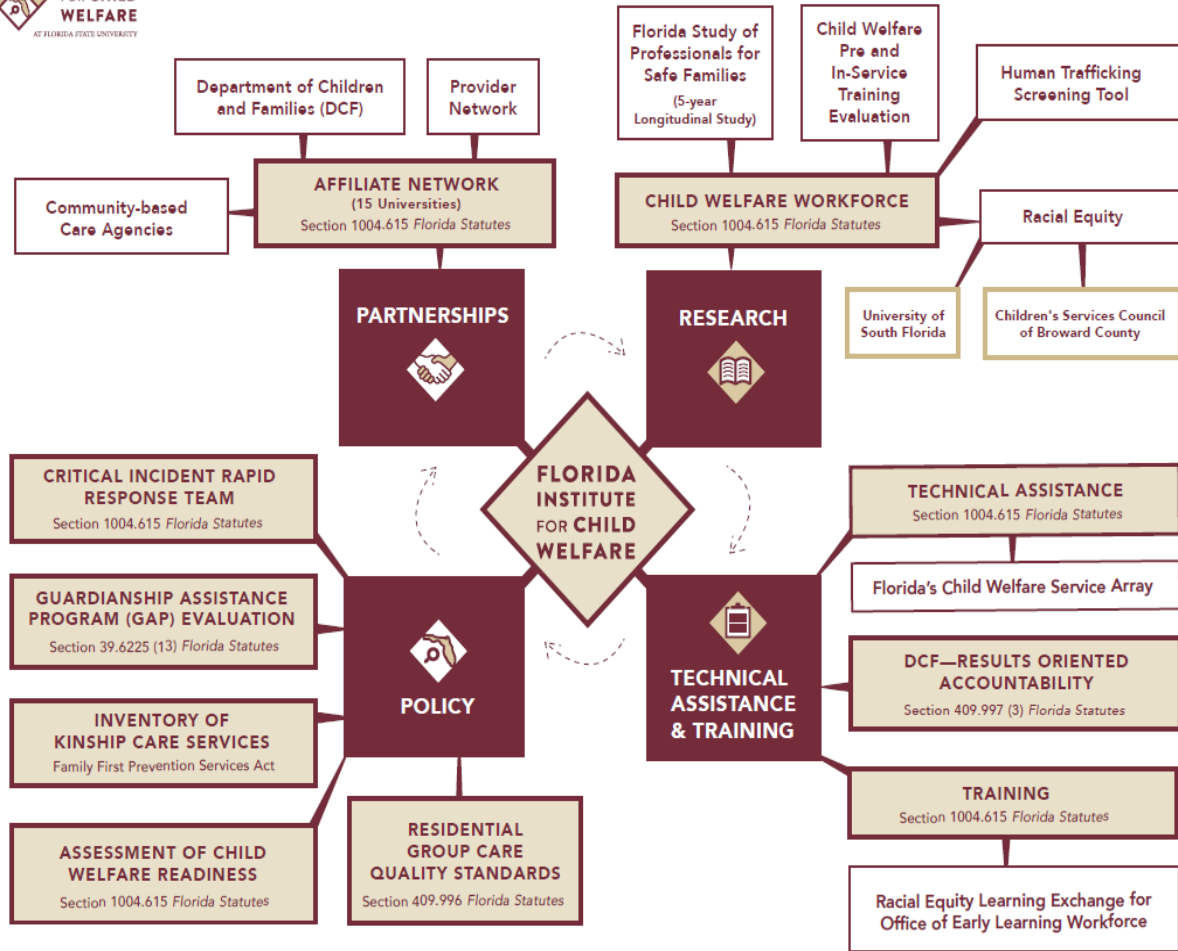 WELFARE
AT FLORIDA STATE UNIVERSITY
Department of Children
and Families (DCF)
Provider
Network
Community-based
Care Agencies
AFFILIATE NETWORK
(15 Universities)
Section 1004.615 Florida Statutes
PARTNERSHIPS
Florida Study of
Professionals for
Safe Families
(5-year
Longitudinal Study)
Child Welfare
Pre and
In-Service
Training
Evaluation
Human Trafficking
Screening Tool
CHILD WELFARE WORKFORCE
Section 1004.615 Florida Statutes
Racial Equity
University of
South Florida
Children's Services Council
of Broward County
RESEARCH
FLORIDA
INSTITUTE
FOR CHILD
WELFARE
CRITICAL INCIDENT RAPID
RESPONSE TEAM
Section 1004.615 Florida Statutes
GUARDIANSHIP ASSISTANCE
PROGRAM (GAP) EVALUATION
Section 39.6225 (13) Florida Statutes
INVENTORY OF
KINSHIP CARE SERVICES
Family First Prevention Services Act
ASSESSMENT OF CHILD
WELFARE READINESS
Section 1004.615 Florida Statutes
POLICY
RESIDENTIAL
GROUP CARE
QUALITY STANDARDS
Section 409.996 Florida Statutes
TECHNICAL
ASSISTANCE
& TRAINING
TECHNICAL ASSISTANCE
Section 1004.615 Florida Statutes
Florida's Child Welfare Service Array
DCF—RESULTS ORIENTED
ACCOUNTABILITY
Section 409.997 (3) Florida Statutes
TRAINING
Section 1004.615 Florida Statutes
Racial Equity Learning Exchange for
Office of Early Learning Workforce